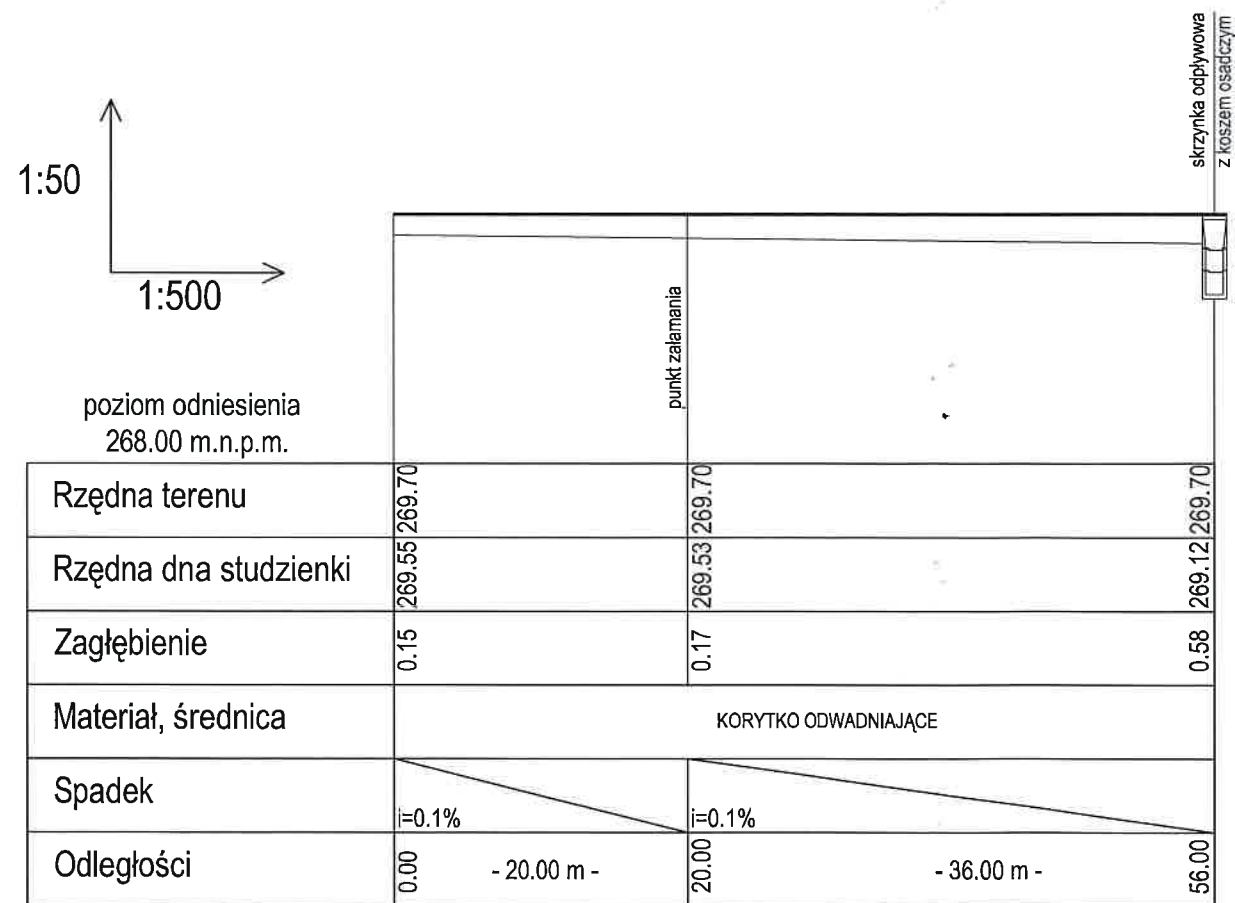 skrzynka odpływowa
z koszem osadczym
1:50
1:500
punkt załamania
poziom odniesienia
268.00 m.n.p.m.
Rzędna terenu 269.70 269.70 269.70
Rzędna dna studzienki 269.55 269.53 269.12
Zagłębienie 0.15 0.17 0.58
Materiał, średnica KORYTKO ODWADNIAJĄCE
Spadek i=0.1% i=0.1%
Odległości 0.00 - 20.00 m - 20.00 - 36.00 m - 56.00